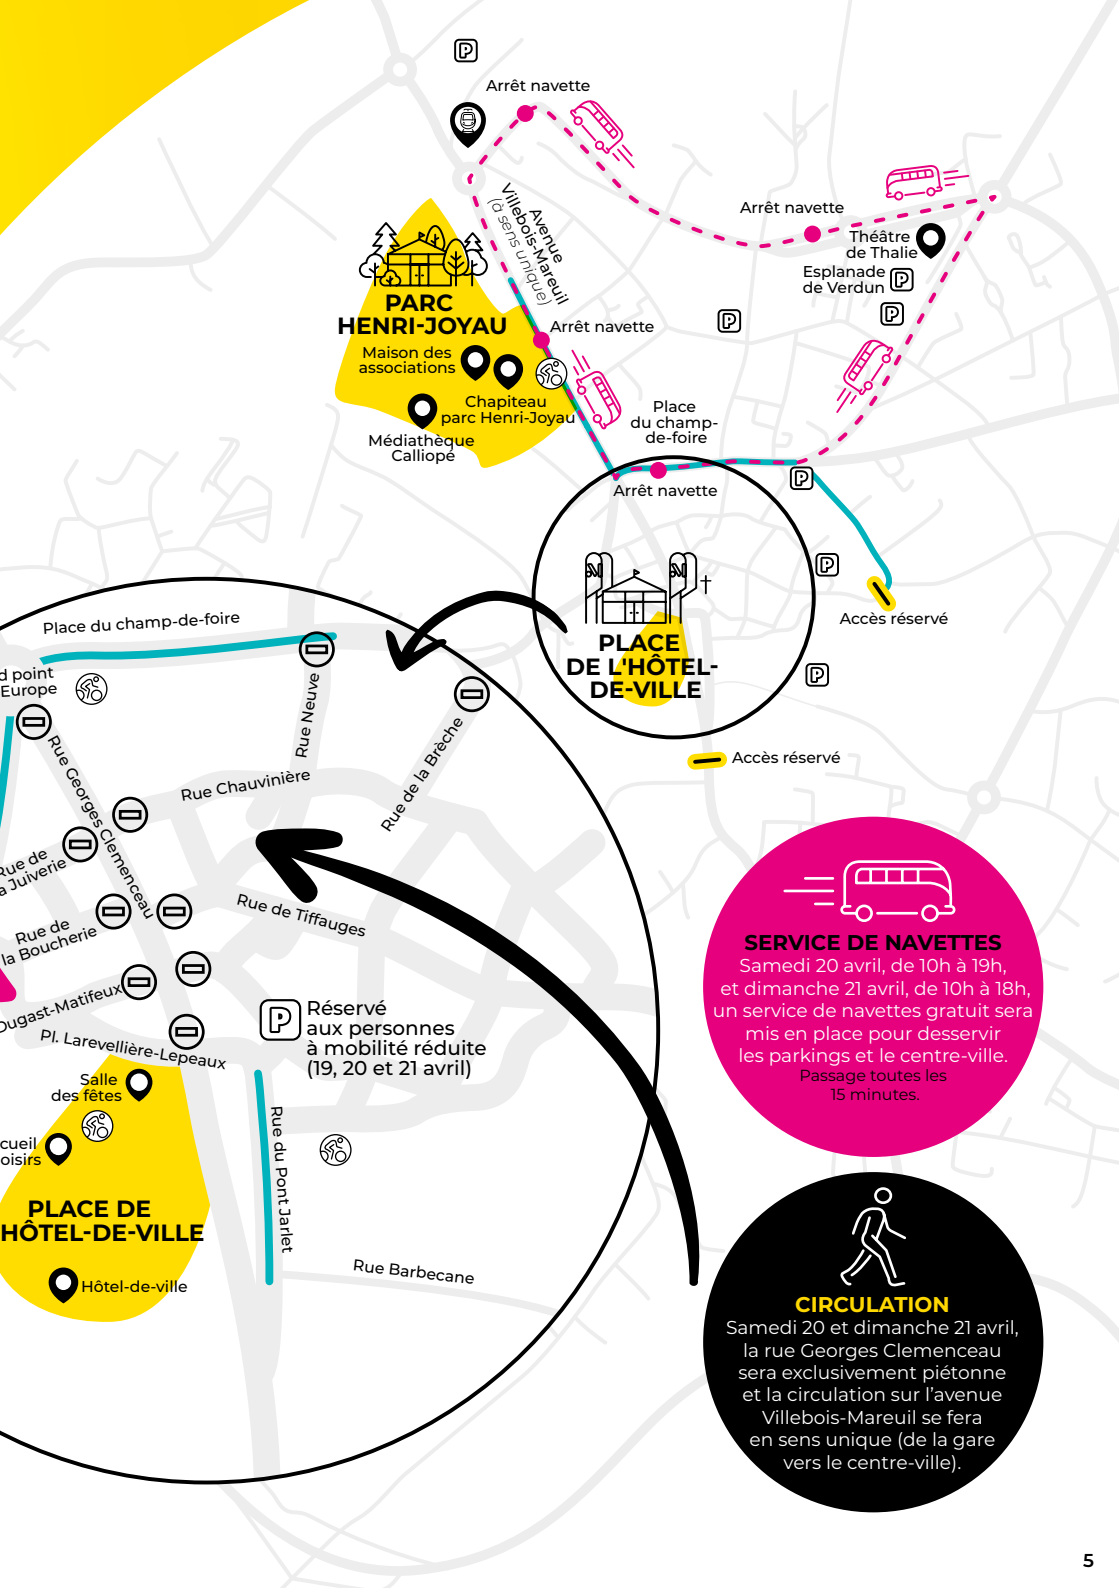 Arrêt navette
Avenue
Villebois-Mareuil
(à sens unique)
Arrêt navette
Théâtre
de Thalie
Esplanade
de Verdun
P
P
P
P
PARC
HENRI-JOYAU
Arrêt navette
Maison des
associations
Chapiteau
parc Henri-Joyau
Médiathèque
Calliope
Place
du champ-
de-foire
Arrêt navette
P
P
P
Accès réservé
PLACE
DE L'HÔTEL-
DE-VILLE
Accès réservé
Place du champ-de-foire
d point
Europe
Rue Neuve
Rue de la Brèche
Rue Georges Clemenceau
Rue Chauvinière
Rue de
a Juiverie
Rue de
la Boucherie
Rue de Tiffauges
Dugast-Matifeux
Pl. Larevellière-Lepeaux
P
Réservé
aux personnes
à mobilité réduite
(19, 20 et 21 avril)
Salle
des fêtes
cueil
oisirs
Rue du Pont Jarlet
PLACE DE
HÔTEL-DE-VILLE
Hôtel-de-ville
Rue Barbecane
SERVICE DE NAVETTES
Samedi 20 avril, de 10h à 19h,
et dimanche 21 avril, de 10h à 18h,
un service de navettes gratuit sera
mis en place pour desservir
les parkings et le centre-ville.
Passage toutes les
15 minutes.
CIRCULATION
Samedi 20 et dimanche 21 avril,
la rue Georges Clemenceau
sera exclusivement piétonne
et la circulation sur l'avenue
Villebois-Mareuil se fera
en sens unique (de la gare
vers le centre-ville).
5